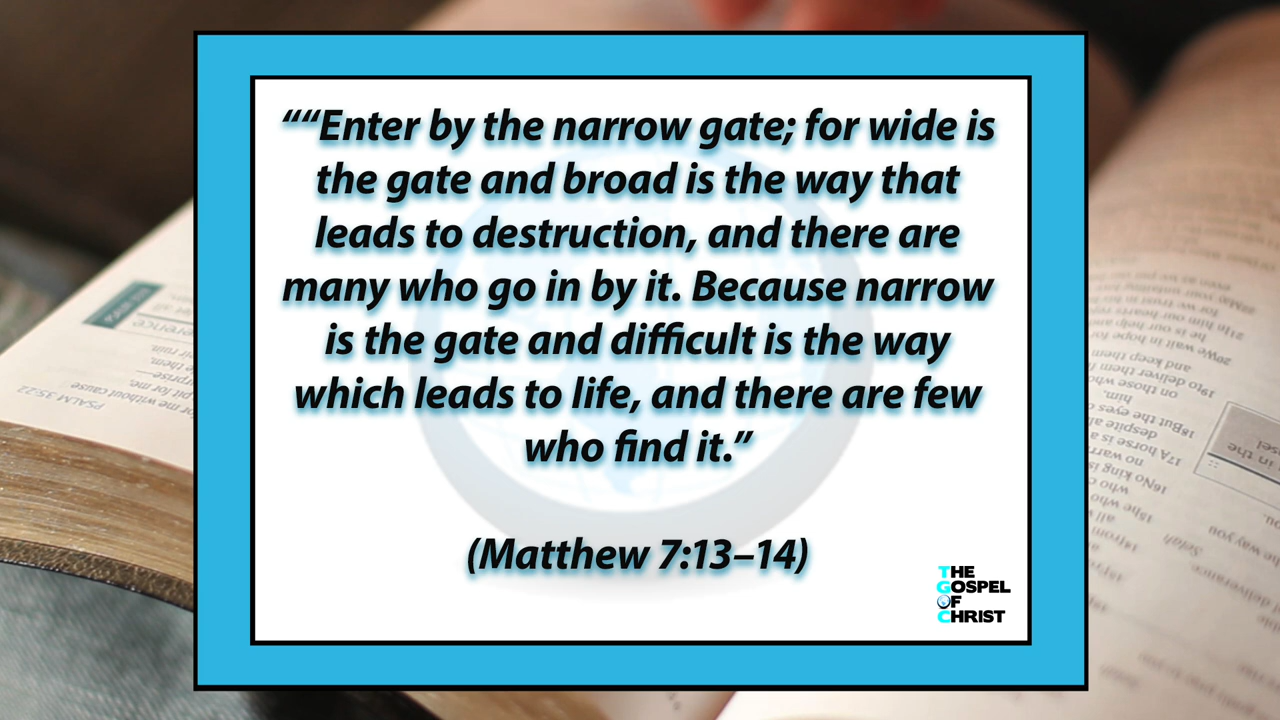 ““Enter by the narrow gate; for wide is
the gate and broad is the way that
leads to destruction, and there are
many who go in by it. Because narrow
is the gate and difficult is the way
which leads to life, and there are few
who find it.”
(Matthew 7:13–14)
THE
GOSPEL
OF
CHRIST
PSALM 35:22